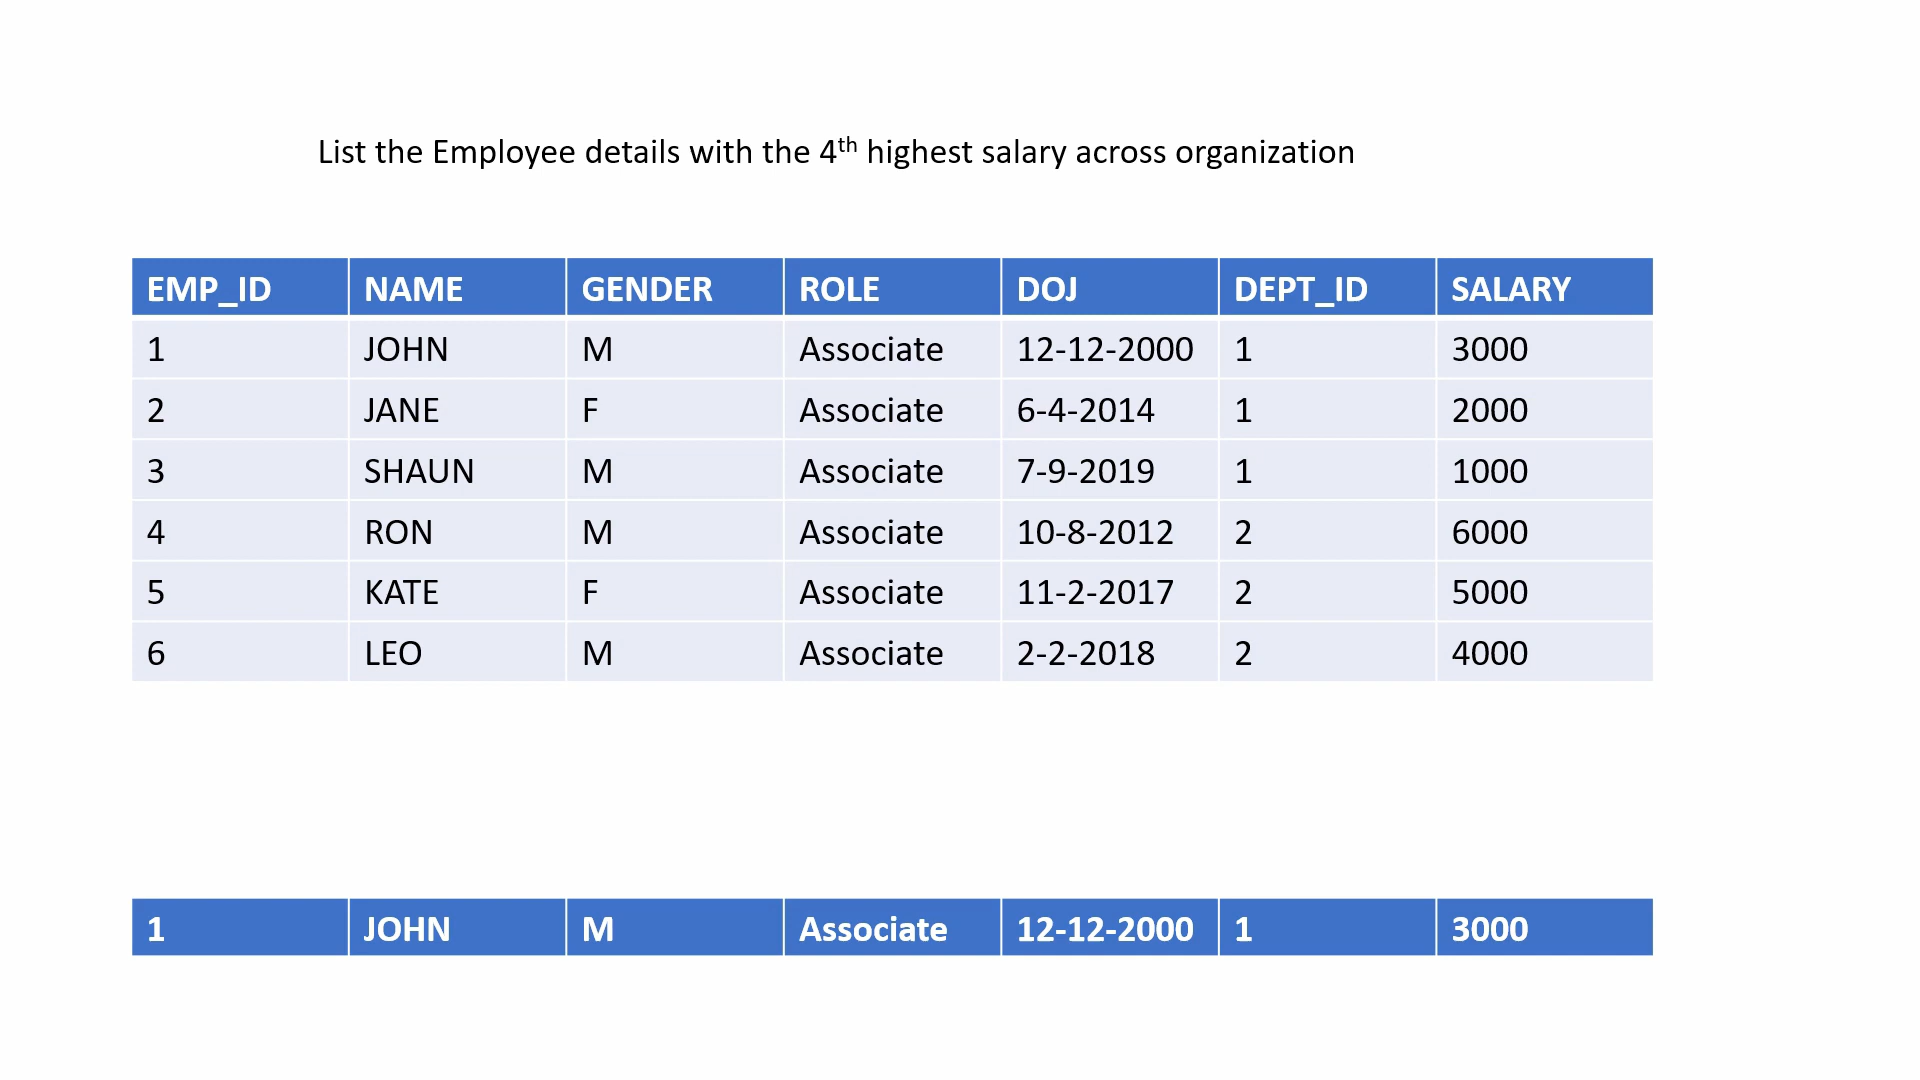 List the Employee details with the 4th highest salary across organization
EMP_ID NAME GENDER ROLE DOJ DEPT_ID SALARY
1 JOHN M Associate 12-12-2000 1 3000
2 JANE F Associate 6-4-2014 1 2000
3 SHAUN M Associate 7-9-2019 1 1000
4 RON M Associate 10-8-2012 2 6000
5 KATE F Associate 11-2-2017 2 5000
6 LEO M Associate 2-2-2018 2 4000
1 JOHN M Associate 12-12-2000 1 3000